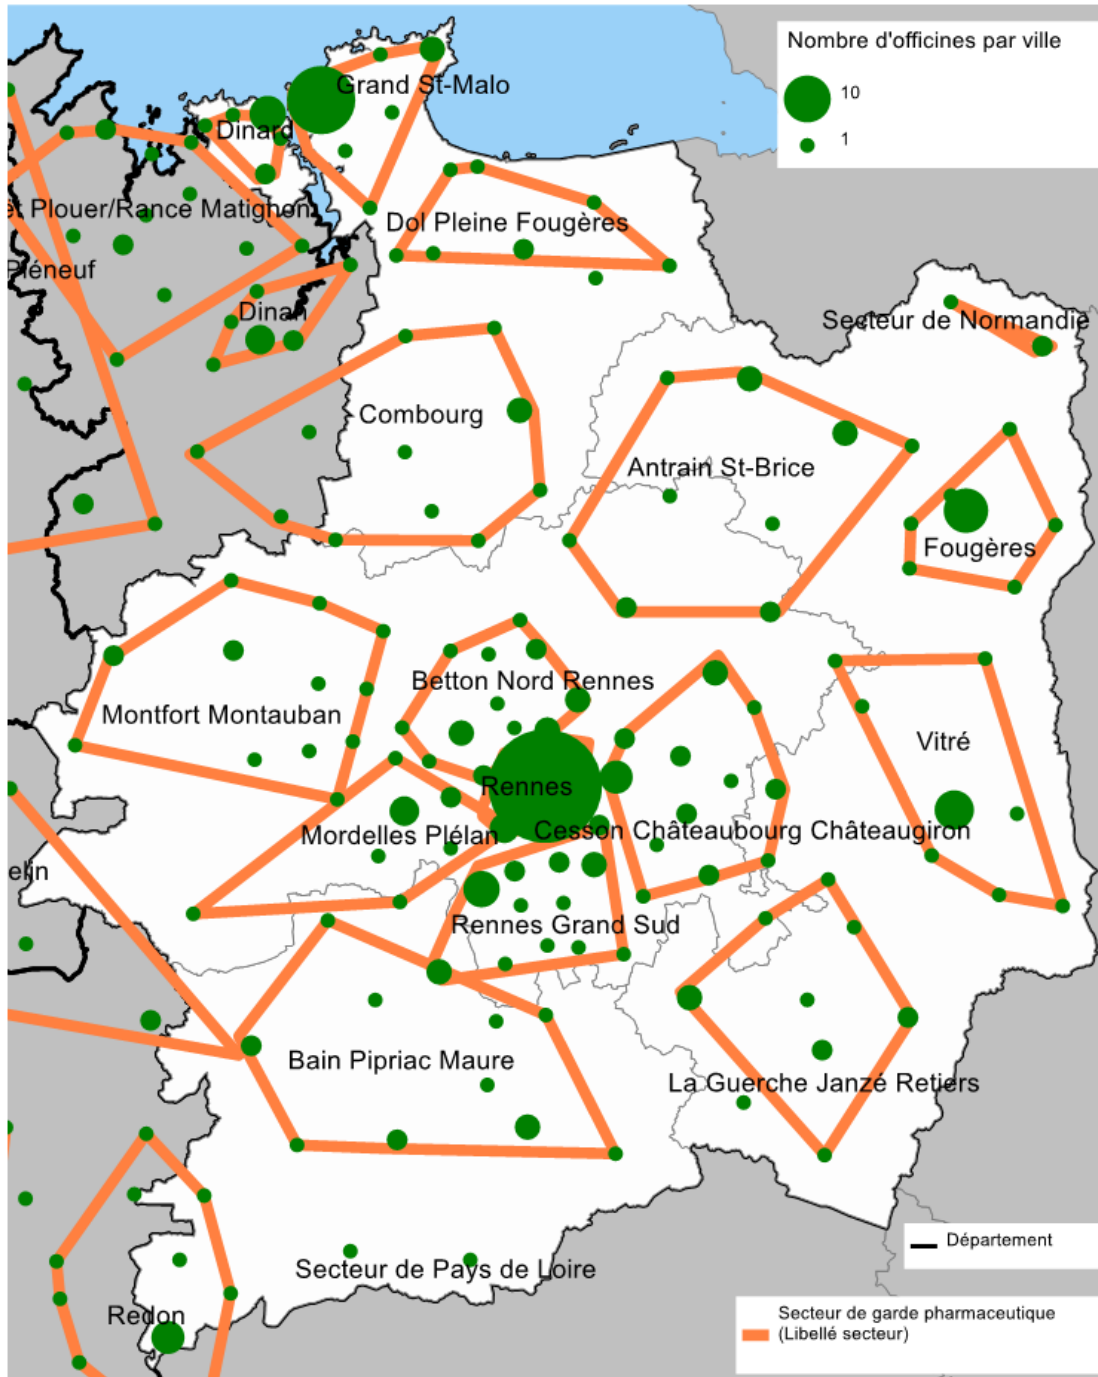 Nombre d'officines par ville
10
1
Grand St-Malo
Dinard
et Plouer/Rance Matignon
Dol Pleine Fougères
Pléneuf
Dinan
Secteur de Normandie
Combourg
Antrain St-Brice
Fougères
Betton Nord Rennes
Montfort Montauban
Vitré
Rennes
Mordelles Plélan
Cesson Châteaubourg Châteaugiron
elin
Rennes Grand Sud
Bain Pipriac Maure
La Guerche Janzé Retiers
Département
Secteur de Pays de Loire
Redon
Secteur de garde pharmaceutique
(Libellé secteur)